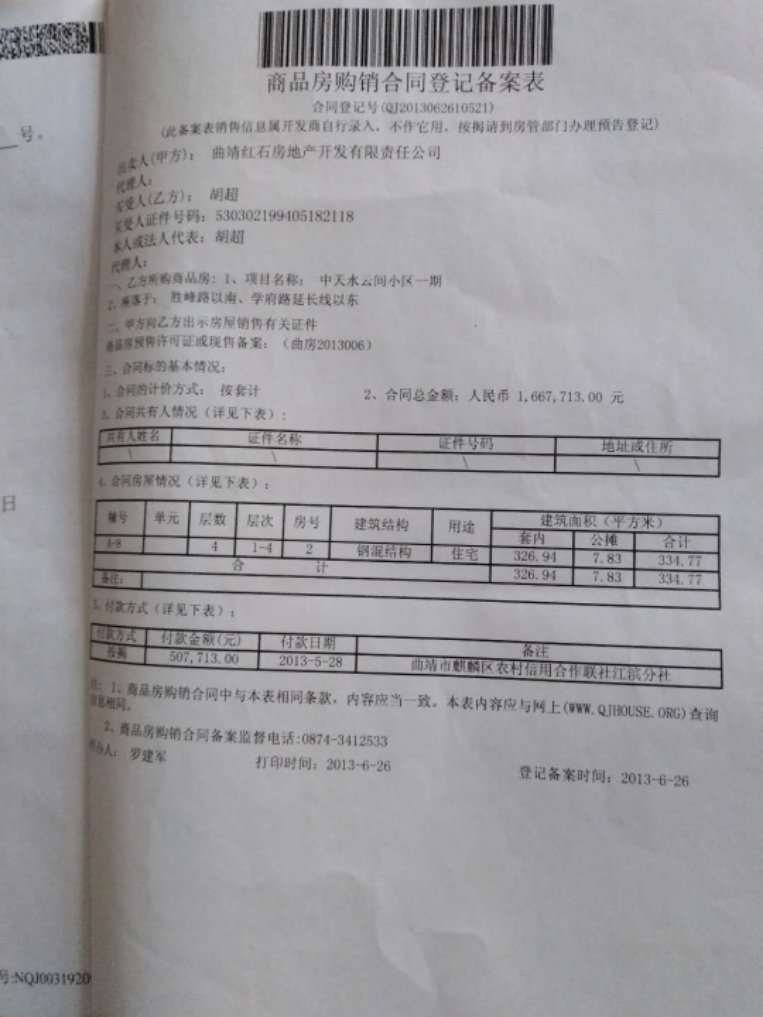 号。
日
号:NQJ0031920
商品房购销合同登记备案表
合同登记号(QJ2013062610521)
(此备案表销售信息属开发商自行录入，不作它用，按揭请到房管部门办理预告登记)
出卖人(甲方)： 曲靖红石房地产开发有限责任公司
代理人：
买受人(乙方)： 胡超
买受人证件号码：530302199405182118
本人或法人代表：胡超
代理人：
一、乙方所购商品房：1、项目名称： 中天水云间小区一期
2、座落于： 胜峰路以南、学府路延长线以东
二、甲方向乙方出示房屋销售有关证件
商品房预售许可证或现售备案：（曲房2013006）
三、合同标的基本情况：
1、合同的计价方式： 按套计 2、合同总金额：人民币 1,667,713.00 元
3、合同共有人情况（详见下表）：
共有人姓名 证件名称 证件号码 地址或住所
\ \ \ \
4、合同房屋情况（详见下表）：
幢号 单元 层数 层次 房号 建筑结构 用途 建筑面积（平方米）
套内 公摊 合计
8-8 4 1-4 2 钢混结构 住宅 326.94 7.83 334.77
合 计 326.94 7.83 334.77
备注：
5、付款方式（详见下表）：
付款方式 付款金额(元) 付款日期 备注
按揭 507,713.00 2013-5-28 曲靖市麒麟区农村信用合作联社江滨分社
注：1、商品房购销合同中与本表相同条款，内容应当一致。本表内容应与网上(WWW.QJHOUSE.ORG)查询
信息相同。
2、商品房购销合同备案监督电话:0874-3412533
经办人： 罗建军 打印时间：2013-6-26 登记备案时间：2013-6-26